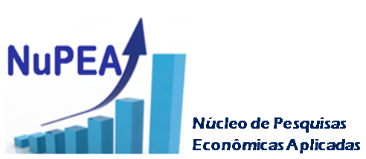 NuPEA
Núcleo de Pesquisas
Econômicas Aplicadas